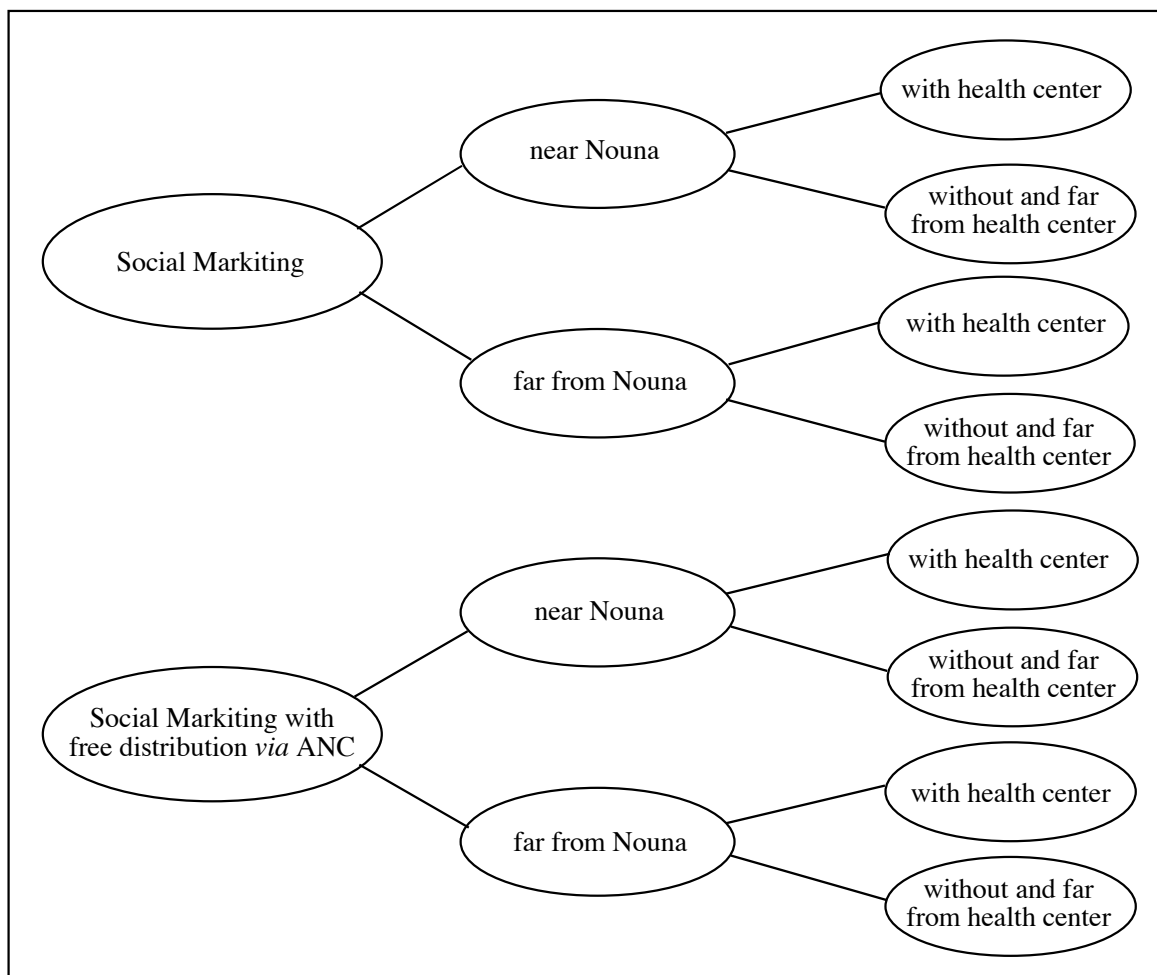 with health center
near Nouna
without and far
from health center
Social Markiting
with health center
far from Nouna
without and far
from health center
with health center
near Nouna
without and far
from health center
Social Markiting with
free distribution via ANC
with health center
far from Nouna
without and far
from health center